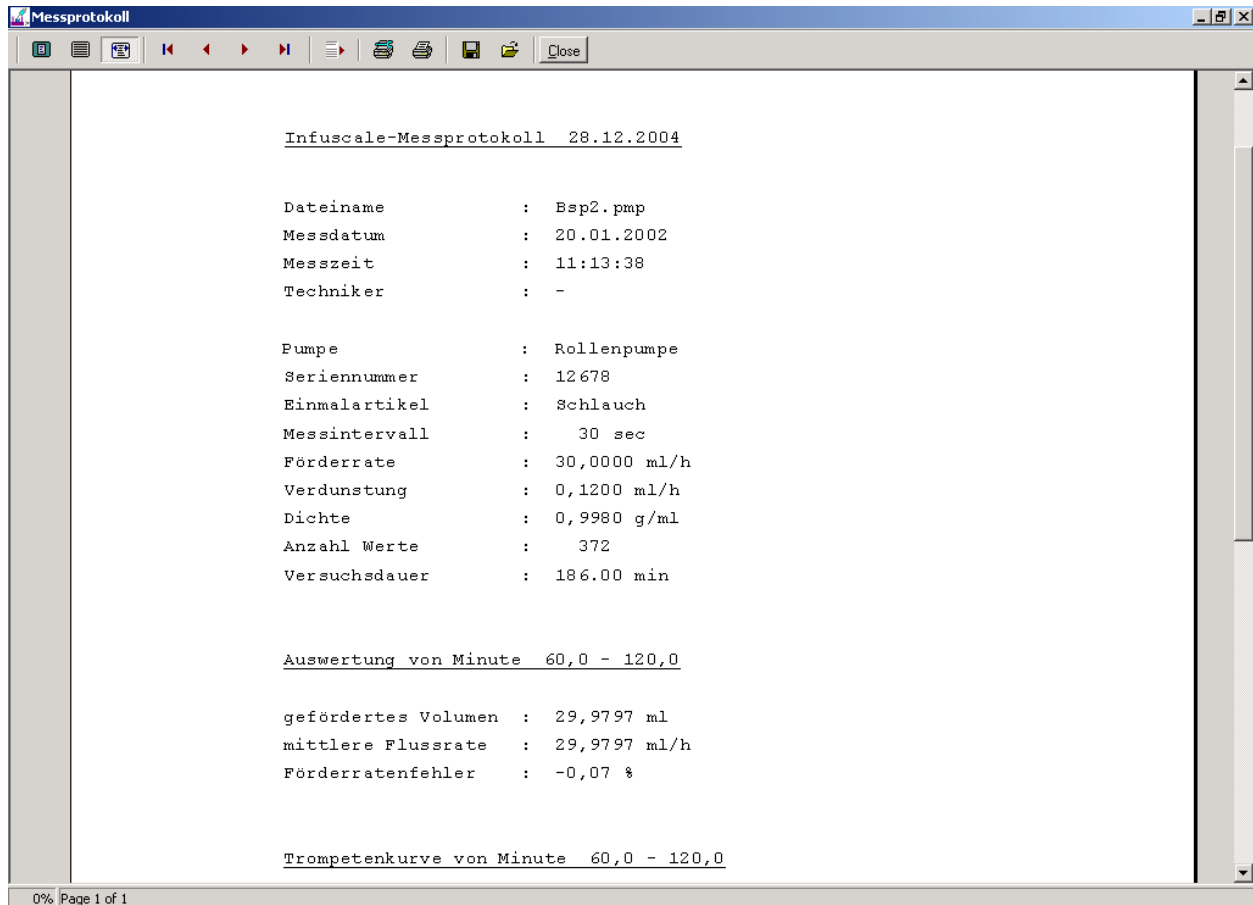 Messprotokoll
Close
Infuscale-Messprotokoll 28.12.2004
Dateiname : Bsp2.pmp
Messdatum : 20.01.2002
Messzeit : 11:13:38
Techniker : -
Pumpe : Rollenpumpe
Seriennummer : 12678
Einmalartikel : Schlauch
Messintervall : 30 sec
Förderrate : 30,0000 ml/h
Verdunstung : 0,1200 ml/h
Dichte : 0,9980 g/ml
Anzahl Werte : 372
Versuchsdauer : 186.00 min
Auswertung von Minute 60,0 - 120,0
gefördertes Volumen : 29,9797 ml
mittlere Flussrate : 29,9797 ml/h
Förderratenfehler : -0,07 %
Trompetenkurve von Minute 60,0 - 120,0
0% Page 1 of 1